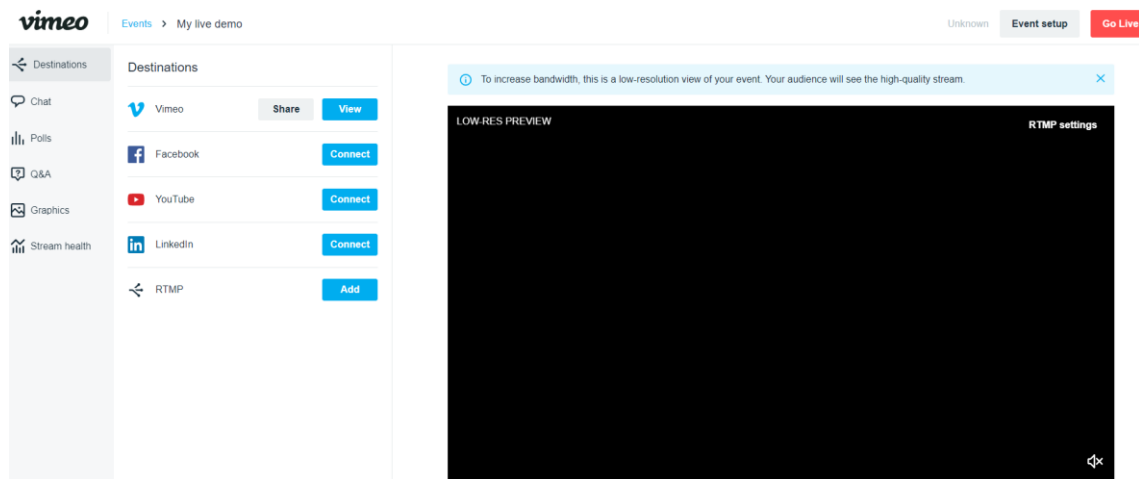 vimeo
Events > My live demo
Unknown
Event setup
Go Live
Destinations
Chat
Polls
Q&A
Graphics
Stream health
Destinations
Vimeo
Share
View
Facebook
Connect
YouTube
Connect
LinkedIn
Connect
RTMP
Add
To increase bandwidth, this is a low-resolution view of your event. Your audience will see the high-quality stream.
LOW-RES PREVIEW
RTMP settings